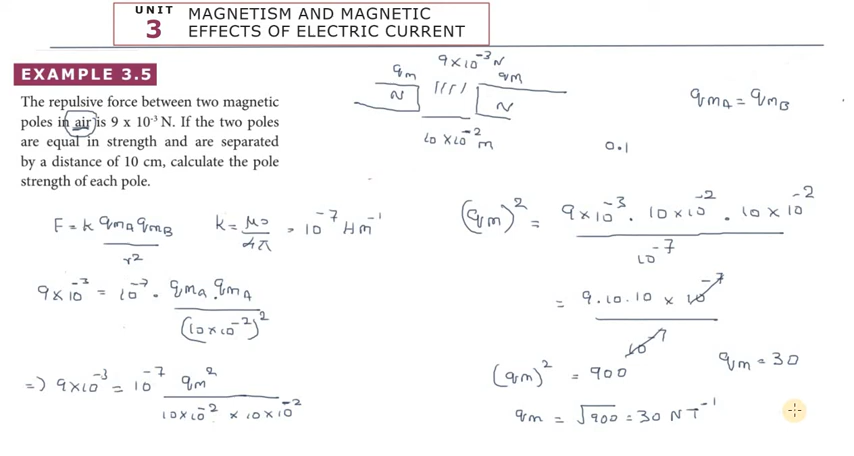 UNIT
3
MAGNETISM AND MAGNETIC
EFFECTS OF ELECTRIC CURRENT
EXAMPLE 3.5
The repulsive force between two magnetic
poles in air is 9 x 10⁻³ N. If the two poles
are equal in strength and are separated
by a distance of 10 cm, calculate the pole
strength of each pole.
9×10⁻³ N
qm qm
N N
10×10⁻² m
qmA = qmB
0.1
F = k qmA qmB / r²
k = μ₀/4π = 10⁻⁷ Hm⁻¹
9×10⁻³ = 10⁻⁷ . qmA . qmA / (10×10⁻²)²
=> 9×10⁻³ = 10⁻⁷ qm² / 10×10⁻² × 10×10⁻²
(qm)² = 9×10⁻³ . 10×10⁻² . 10×10⁻² / 10⁻⁷
= 9.10.10 × 10⁻⁷ / 10⁻⁷
(qm)² = 900
qm = 30
qm = √900 = 30 N T⁻¹